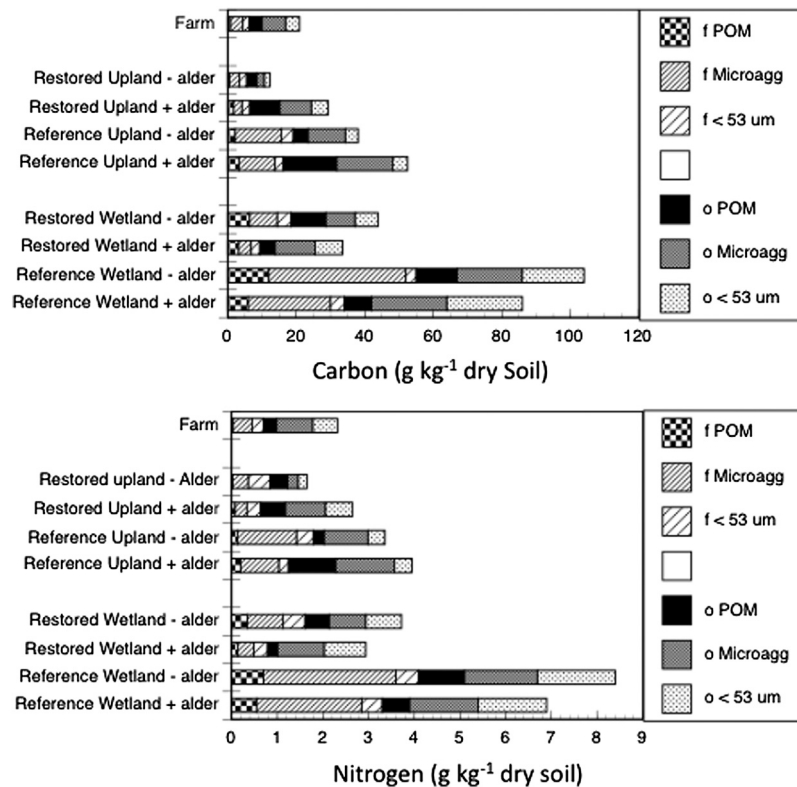 Farm
Restored Upland - alder
Restored Upland + alder
Reference Upland - alder
Reference Upland + alder
Restored Wetland - alder
Restored Wetland + alder
Reference Wetland - alder
Reference Wetland + alder
0 20 40 60 80 100 120
Carbon (g kg⁻¹ dry Soil)
f POM
f Microagg
f < 53 um
o POM
o Microagg
o < 53 um
Farm
Restored upland - Alder
Restored Upland + alder
Reference Upland - alder
Reference Upland + alder
Restored Wetland - alder
Restored Wetland + alder
Reference Wetland - alder
Reference Wetland + alder
0 1 2 3 4 5 6 7 8 9
Nitrogen (g kg⁻¹ dry soil)
f POM
f Microagg
f < 53 um
o POM
o Microagg
o < 53 um